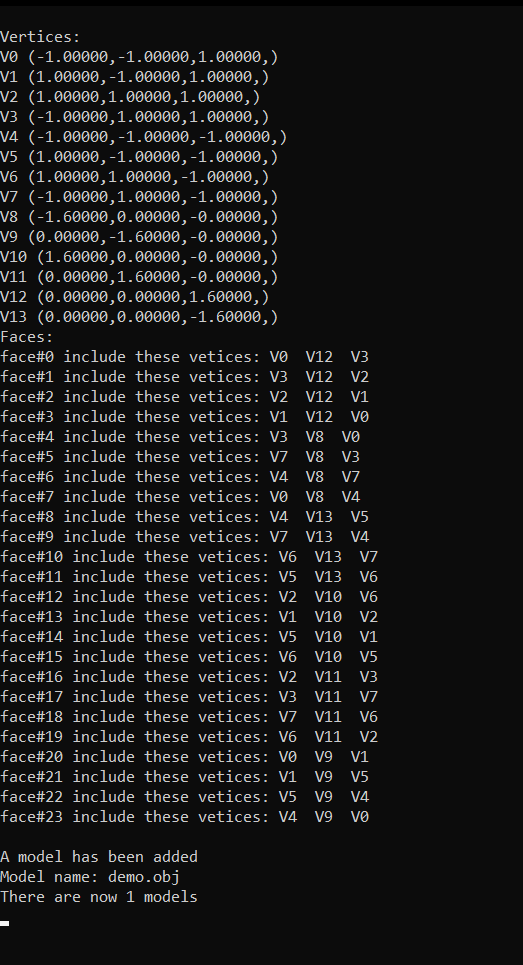 Vertices:
V0 (-1.00000,-1.00000,1.00000,)
V1 (1.00000,-1.00000,1.00000,)
V2 (1.00000,1.00000,1.00000,)
V3 (-1.00000,1.00000,1.00000,)
V4 (-1.00000,-1.00000,-1.00000,)
V5 (1.00000,-1.00000,-1.00000,)
V6 (1.00000,1.00000,-1.00000,)
V7 (-1.00000,1.00000,-1.00000,)
V8 (-1.60000,0.00000,-0.00000,)
V9 (0.00000,-1.60000,-0.00000,)
V10 (1.60000,0.00000,-0.00000,)
V11 (0.00000,1.60000,-0.00000,)
V12 (0.00000,0.00000,1.60000,)
V13 (0.00000,0.00000,-1.60000,)
Faces:
face#0 include these vetices: V0  V12  V3
face#1 include these vetices: V3  V12  V2
face#2 include these vetices: V2  V12  V1
face#3 include these vetices: V1  V12  V0
face#4 include these vetices: V3  V8  V0
face#5 include these vetices: V7  V8  V3
face#6 include these vetices: V4  V8  V7
face#7 include these vetices: V0  V8  V4
face#8 include these vetices: V4  V13  V5
face#9 include these vetices: V7  V13  V4
face#10 include these vetices: V6  V13  V7
face#11 include these vetices: V5  V13  V6
face#12 include these vetices: V2  V10  V6
face#13 include these vetices: V1  V10  V2
face#14 include these vetices: V5  V10  V1
face#15 include these vetices: V6  V10  V5
face#16 include these vetices: V2  V11  V3
face#17 include these vetices: V3  V11  V7
face#18 include these vetices: V7  V11  V6
face#19 include these vetices: V6  V11  V2
face#20 include these vetices: V0  V9  V1
face#21 include these vetices: V1  V9  V5
face#22 include these vetices: V5  V9  V4
face#23 include these vetices: V4  V9  V0
A model has been added
Model name: demo.obj
There are now 1 models